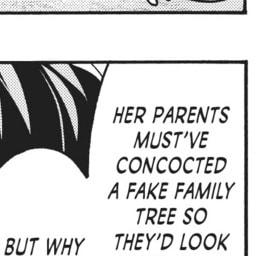 HER PARENTS
MUST'VE
CONCOCTED
A FAKE FAMILY
TREE SO
THEY'D LOOK
BUT WHY